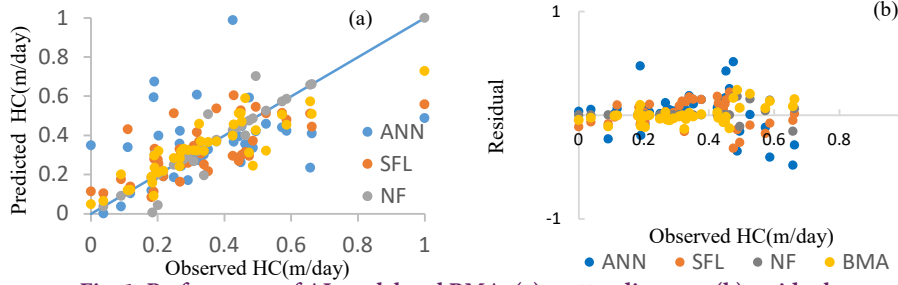 (a)
Predicted HC(m/day)
1
0.8
0.6
0.4
0.2
0
0 0.2 0.4 0.6 0.8 1
Observed HC(m/day)
ANN
SFL
NF
(b)
Residual
1
0
-1
0 0.2 0.4 0.6 0.8
Observed HC(m/day)
ANN SFL NF BMA